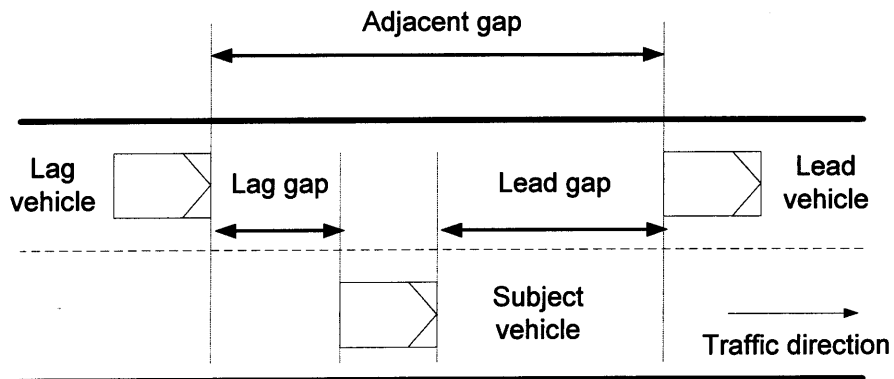 Adjacent gap
Lag
vehicle
Lag gap
Lead gap
Lead
vehicle
Subject
vehicle
Traffic direction